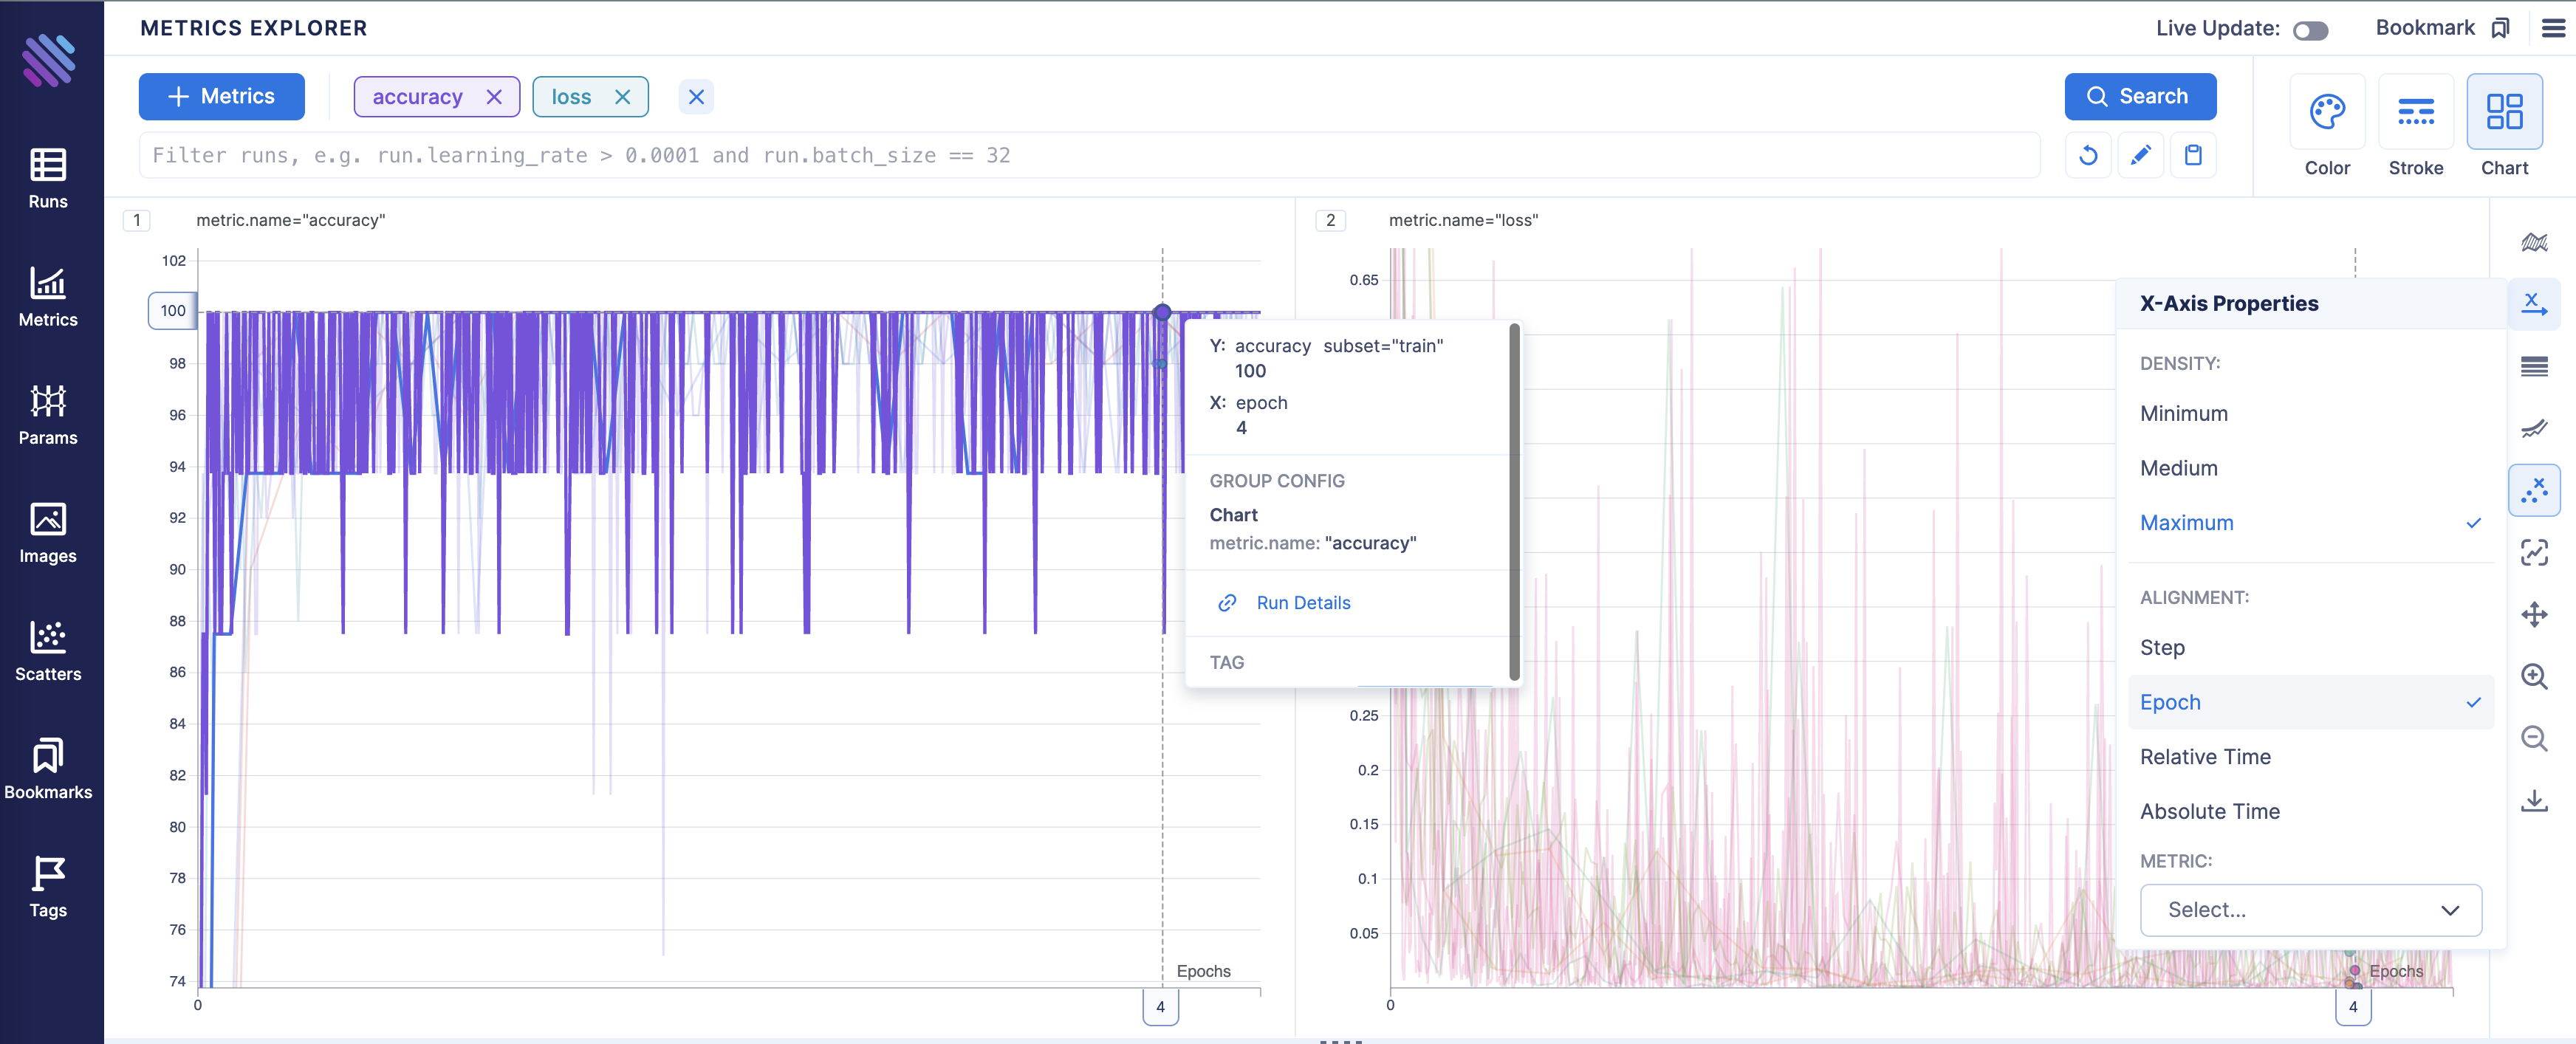 METRICS EXPLORER
Live Update:
Bookmark
Metrics
accuracy
loss
Search
Filter runs, e.g. run.learning_rate > 0.0001 and run.batch_size == 32
Color
Stroke
Chart
Runs
Metrics
Params
Images
Scatters
Bookmarks
Tags
1
metric.name="accuracy"
102
100
98
96
94
92
90
88
86
84
82
80
78
76
74
0
4
Epochs
Y: accuracy subset="train"
100
X: epoch
4
GROUP CONFIG
Chart
metric.name: "accuracy"
Run Details
TAG
2
metric.name="loss"
0.65
0.25
0.2
0.15
0.1
0.05
0
4
Epochs
X-Axis Properties
DENSITY:
Minimum
Medium
Maximum
ALIGNMENT:
Step
Epoch
Relative Time
Absolute Time
METRIC:
Select...